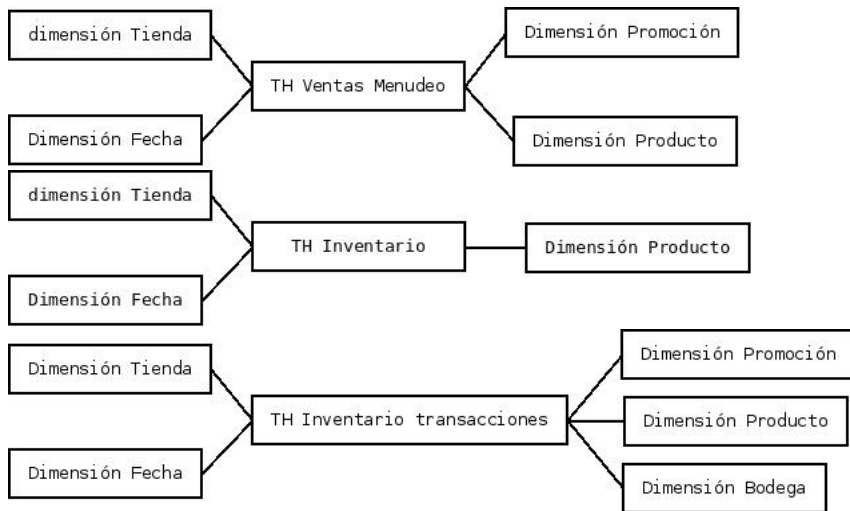 dimensión Tienda
Dimensión Promoción
TH Ventas Menudeo
Dimensión Fecha
Dimensión Producto
dimensión Tienda
TH Inventario
Dimensión Producto
Dimensión Fecha
Dimensión Tienda
Dimensión Promoción
TH Inventario transacciones
Dimensión Producto
Dimensión Fecha
Dimensión Bodega